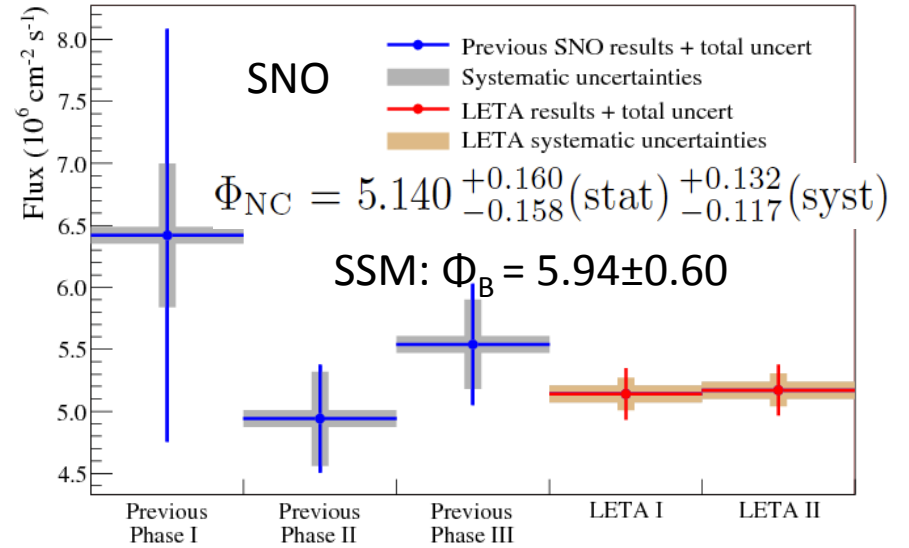 Flux (10⁶ cm⁻² s⁻¹)
8.0
7.5
7.0
6.5
6.0
5.5
5.0
4.5
SNO
Previous SNO results + total uncert
Systematic uncertainties
LETA results + total uncert
LETA systematic uncertainties
Φ_NC = 5.140 +0.160 −0.158 (stat) +0.132 −0.117 (syst)
SSM: Φ_B = 5.94±0.60
Previous
Phase I
Previous
Phase II
Previous
Phase III
LETA I
LETA II